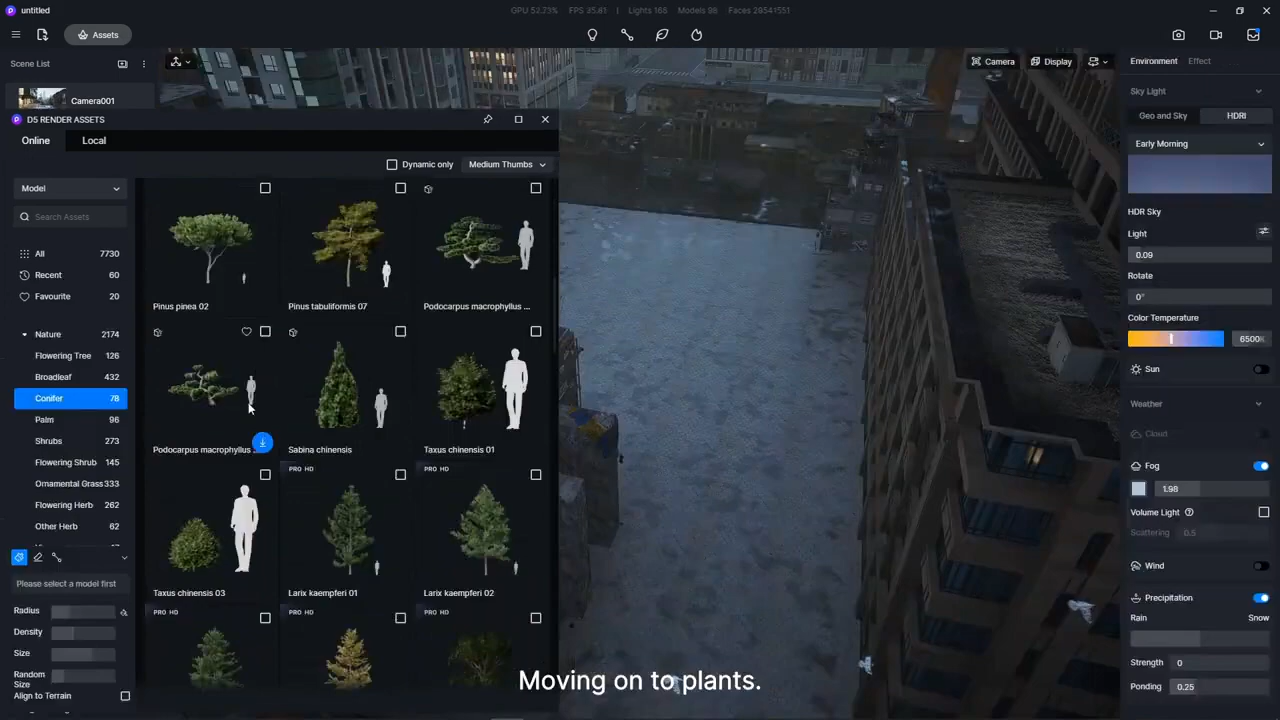 untitled
GPU 52.73% FPS 35.61 | Lights 166 Models 98 Faces 29541551
Assets
Scene List
Camera001
Camera
Display
Environment
Effect
D5 RENDER ASSETS
Online
Local
Dynamic only
Medium Thumbs
Model
Search Assets
All 7730
Recent 60
Favourite 20
Nature 2174
Flowering Tree 126
Broadleaf 432
Conifer 78
Palm 96
Shrubs 273
Flowering Shrub 145
Ornamental Grass 333
Flowering Herb 262
Other Herb 62
Please select a model first
Radius
Density
Size
Random Size
Align to Terrain
Pinus pinea 02
Pinus tabuliformis 07
Podocarpus macrophyllus ...
Podocarpus macrophyllus
Sabina chinensis
Taxus chinensis 01
Taxus chinensis 03
PRO HD
Larix kaempferi 01
PRO HD
Larix kaempferi 02
PRO HD
PRO HD
PRO HD
Sky Light
Geo and Sky
HDRI
Early Morning
HDR Sky
Light
0.09
Rotate
0°
Color Temperature
6500K
Sun
Weather
Cloud
Fog
1.98
Volume Light
Scattering 0.5
Wind
Precipitation
Rain Snow
Strength 0
Ponding 0.25
Moving on to plants.